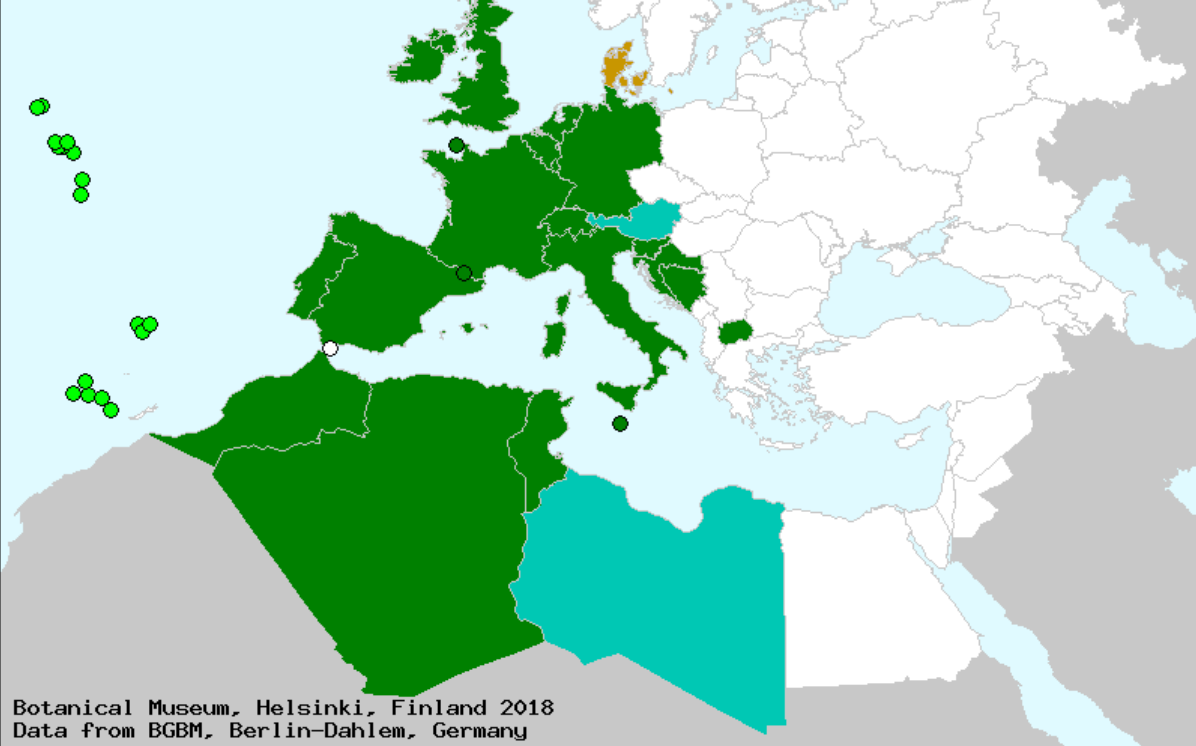 Botanical Museum, Helsinki, Finland 2018
Data from BGBM, Berlin-Dahlem, Germany